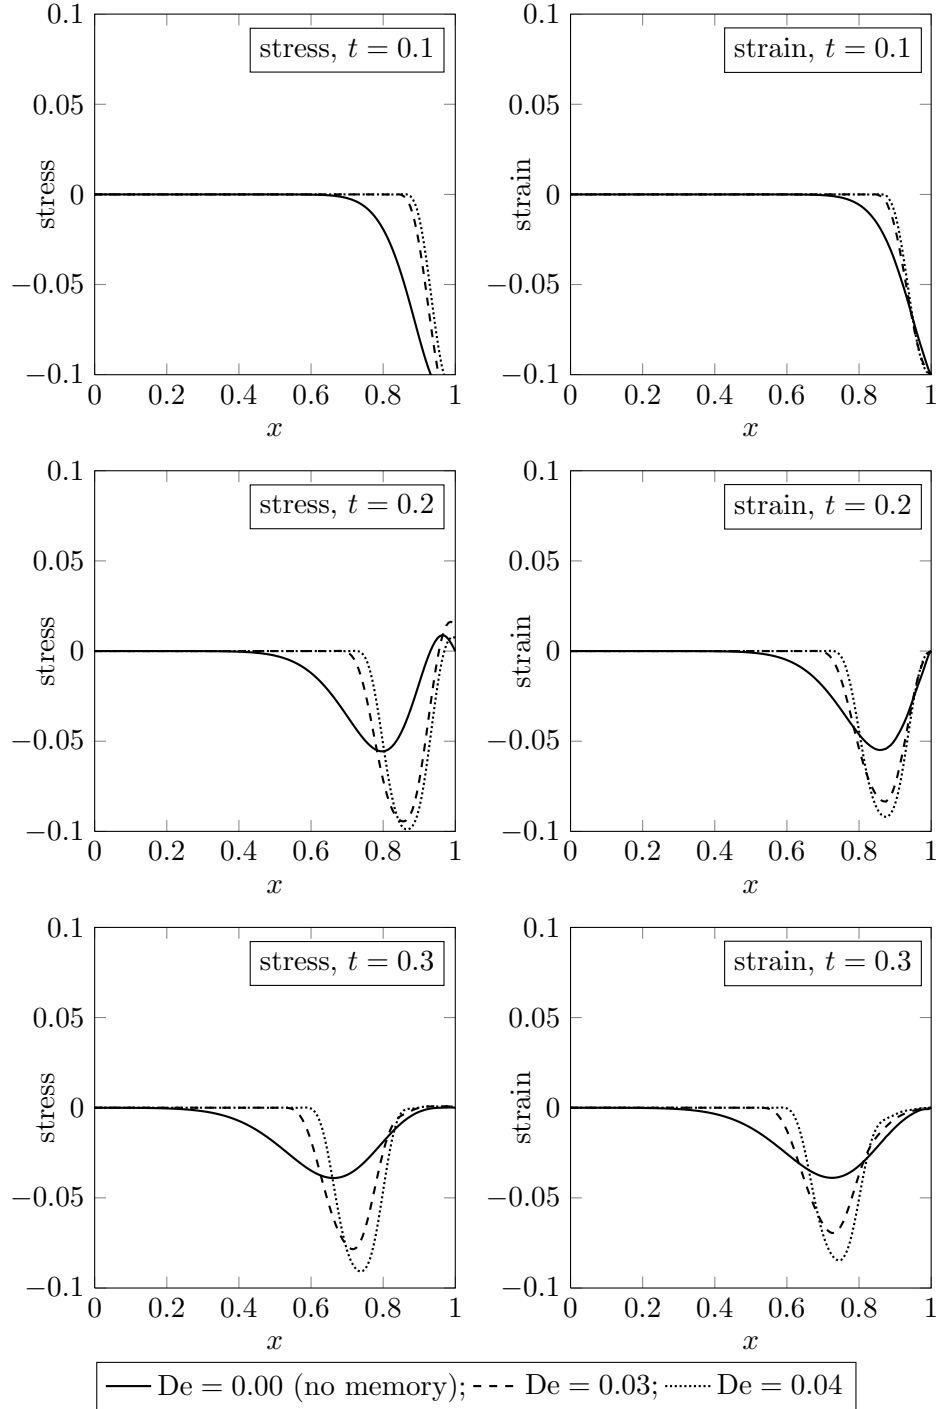 0.1
0.05
0
−0.05
−0.1
stress
stress, t = 0.1
0 0.2 0.4 0.6 0.8 1
x
0.1
0.05
0
−0.05
−0.1
strain
strain, t = 0.1
0 0.2 0.4 0.6 0.8 1
x
0.1
0.05
0
−0.05
−0.1
stress
stress, t = 0.2
0 0.2 0.4 0.6 0.8 1
x
0.1
0.05
0
−0.05
−0.1
strain
strain, t = 0.2
0 0.2 0.4 0.6 0.8 1
x
0.1
0.05
0
−0.05
−0.1
stress
stress, t = 0.3
0 0.2 0.4 0.6 0.8 1
x
0.1
0.05
0
−0.05
−0.1
strain
strain, t = 0.3
0 0.2 0.4 0.6 0.8 1
x
De = 0.00 (no memory); De = 0.03; De = 0.04